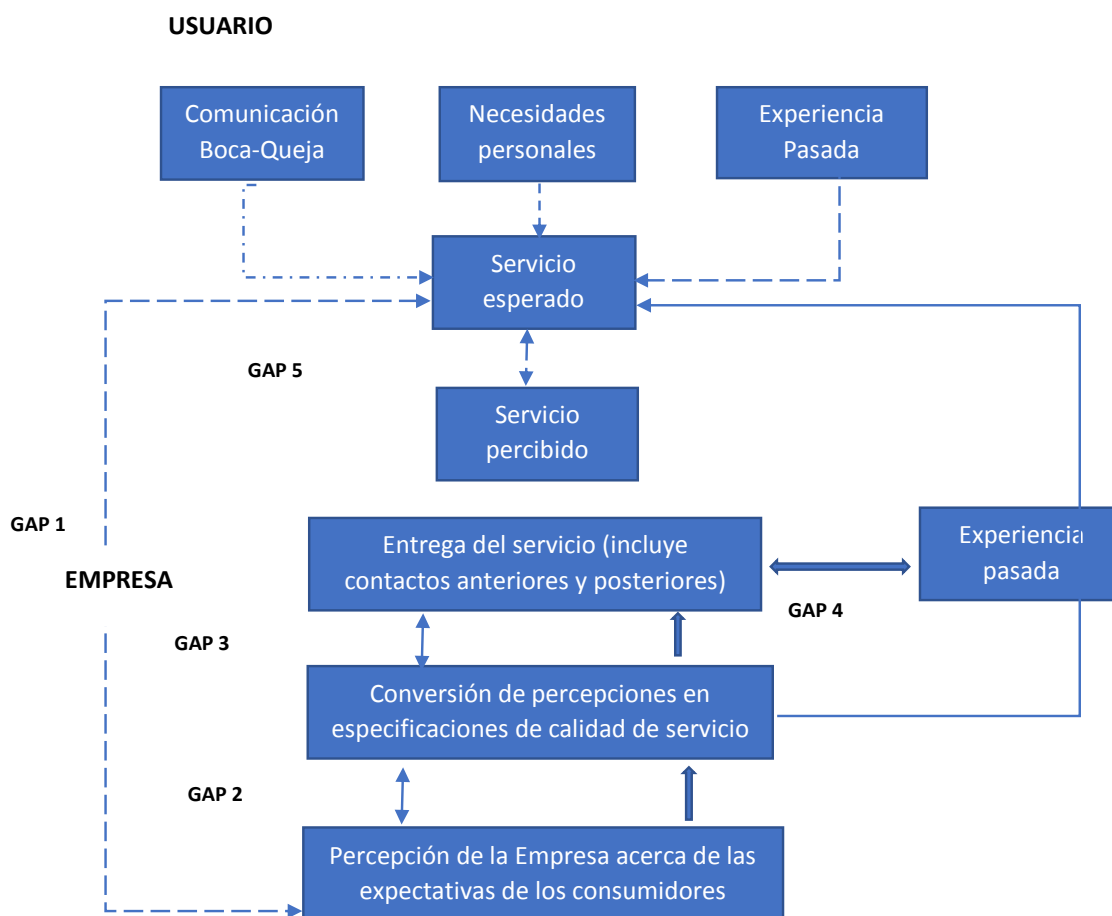 USUARIO
Comunicación
Boca-Queja
Necesidades
personales
Experiencia
Pasada
Servicio
esperado
GAP 5
Servicio
percibido
GAP 1
EMPRESA
Entrega del servicio (incluye
contactos anteriores y posteriores)
Experiencia
pasada
GAP 4
GAP 3
Conversión de percepciones en
especificaciones de calidad de servicio
GAP 2
Percepción de la Empresa acerca de las
expectativas de los consumidores